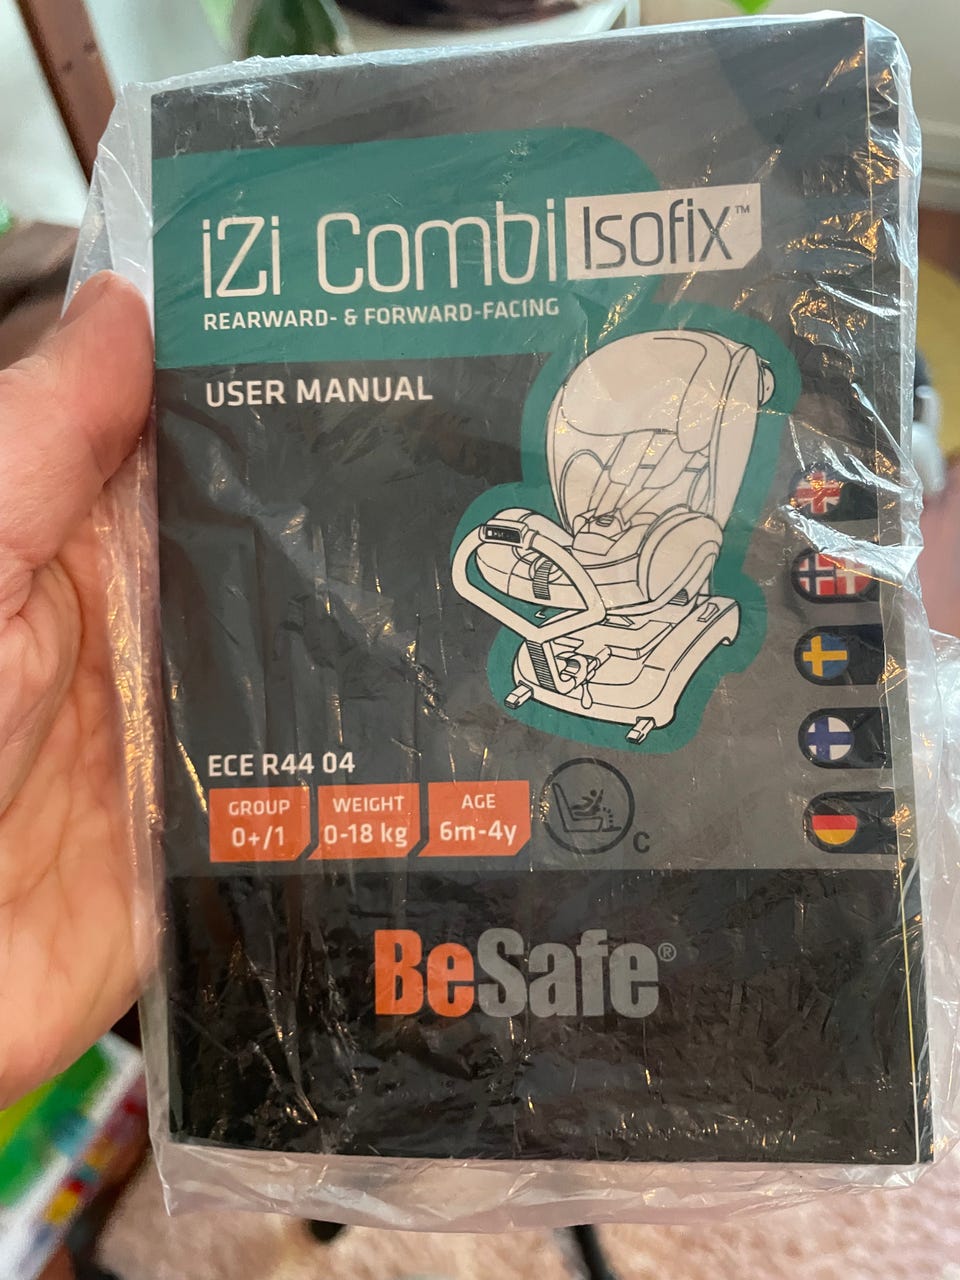 iZi Combi Isofix™
REARWARD- & FORWARD-FACING
USER MANUAL
ECE R44 04
GROUP
0+/1
WEIGHT
0-18 kg
AGE
6m-4y
C
BeSafe®